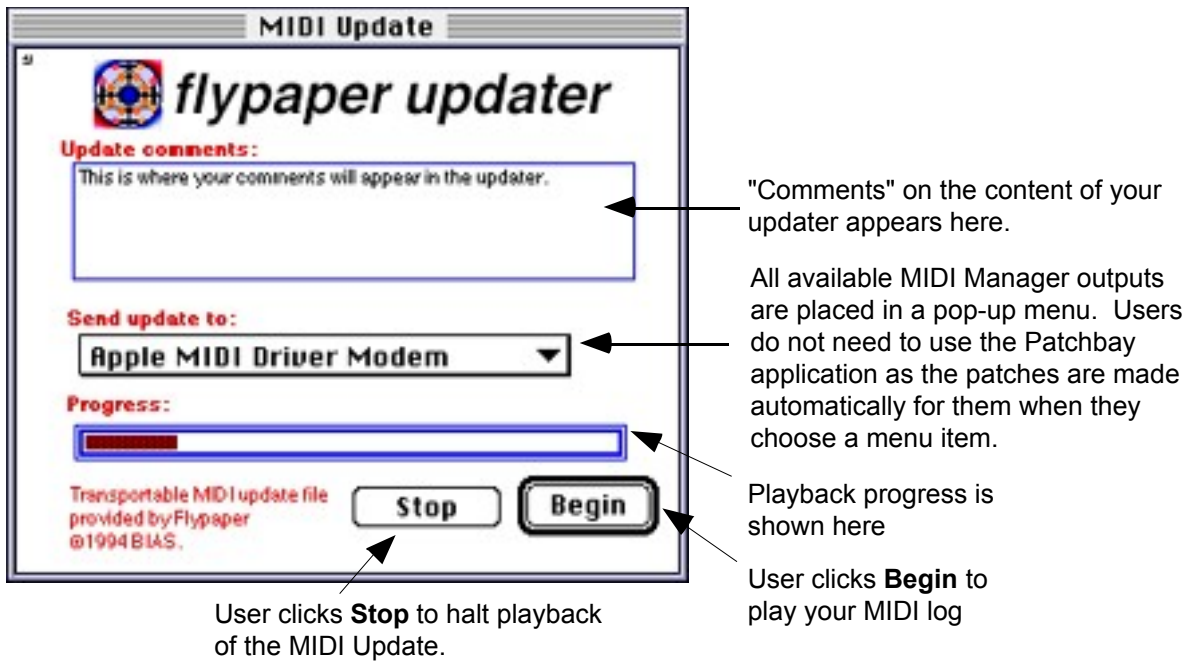 MIDI Update
flypaper updater
Update comments:
This is where your comments will appear in the updater.
Send update to:
Apple MIDI Driver Modem
Progress:
Transportable MIDI update file
provided by Flypaper
©1994 BIAS.
Stop
Begin
"Comments" on the content of your
updater appears here.
All available MIDI Manager outputs
are placed in a pop-up menu.  Users
do not need to use the Patchbay
application as the patches are made
automatically for them when they
choose a menu item.
Playback progress is
shown here
User clicks Begin to
play your MIDI log
User clicks Stop to halt playback
of the MIDI Update.